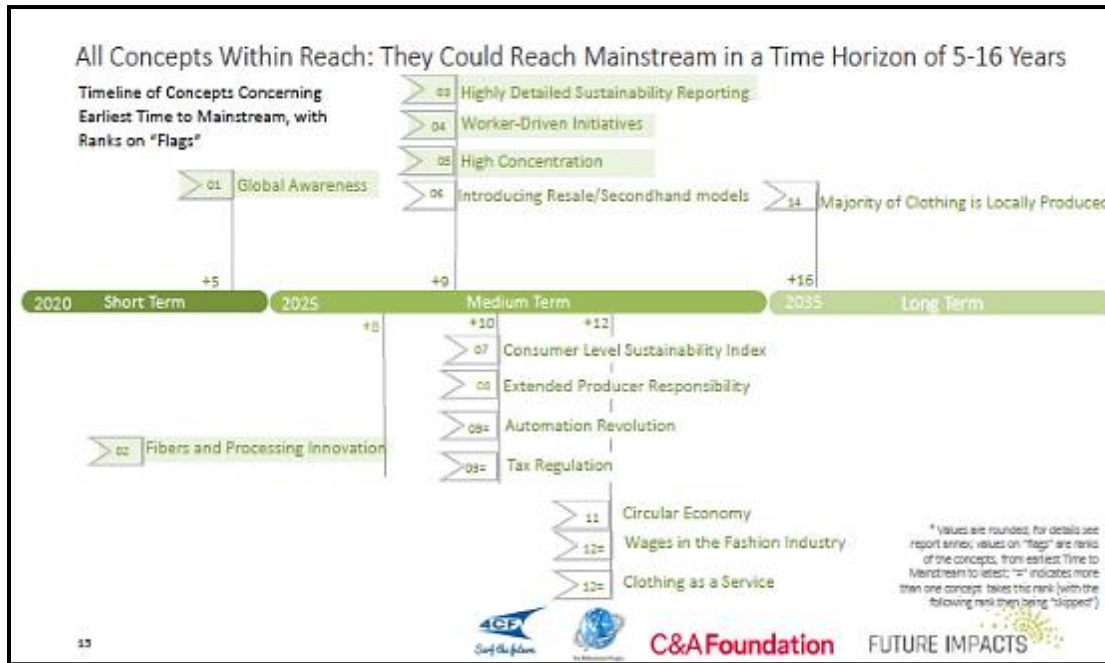 All Concepts Within Reach: They Could Reach Mainstream in a Time Horizon of 5-16 Years
Timeline of Concepts Concerning
Earliest Time to Mainstream, with
Ranks on "Flags"
03 Highly Detailed Sustainability Reporting
04 Worker-Driven Initiatives
05 High Concentration
01 Global Awareness
06 Introducing Resale/Secondhand models
14 Majority of Clothing is Locally Produced
+5
+9
+16
2020 Short Term 2025 Medium Term 2035 Long Term
+8
+10
+12
07 Consumer Level Sustainability Index
Extended Producer Responsibility
09= Automation Revolution
02 Fibers and Processing Innovation
09= Tax Regulation
11 Circular Economy
12= Wages in the Fashion Industry
12= Clothing as a Service
* Values are rounded, for details see
report annex; values on "flags" are ranks
of the concepts, from earliest Time to
Mainstream to latest; "=" indicates more
than one concept takes this rank (with the
following rank then being "skipped")
4CF
Surf the future
The Millennium Project
C&A Foundation
FUTURE IMPACTS
13